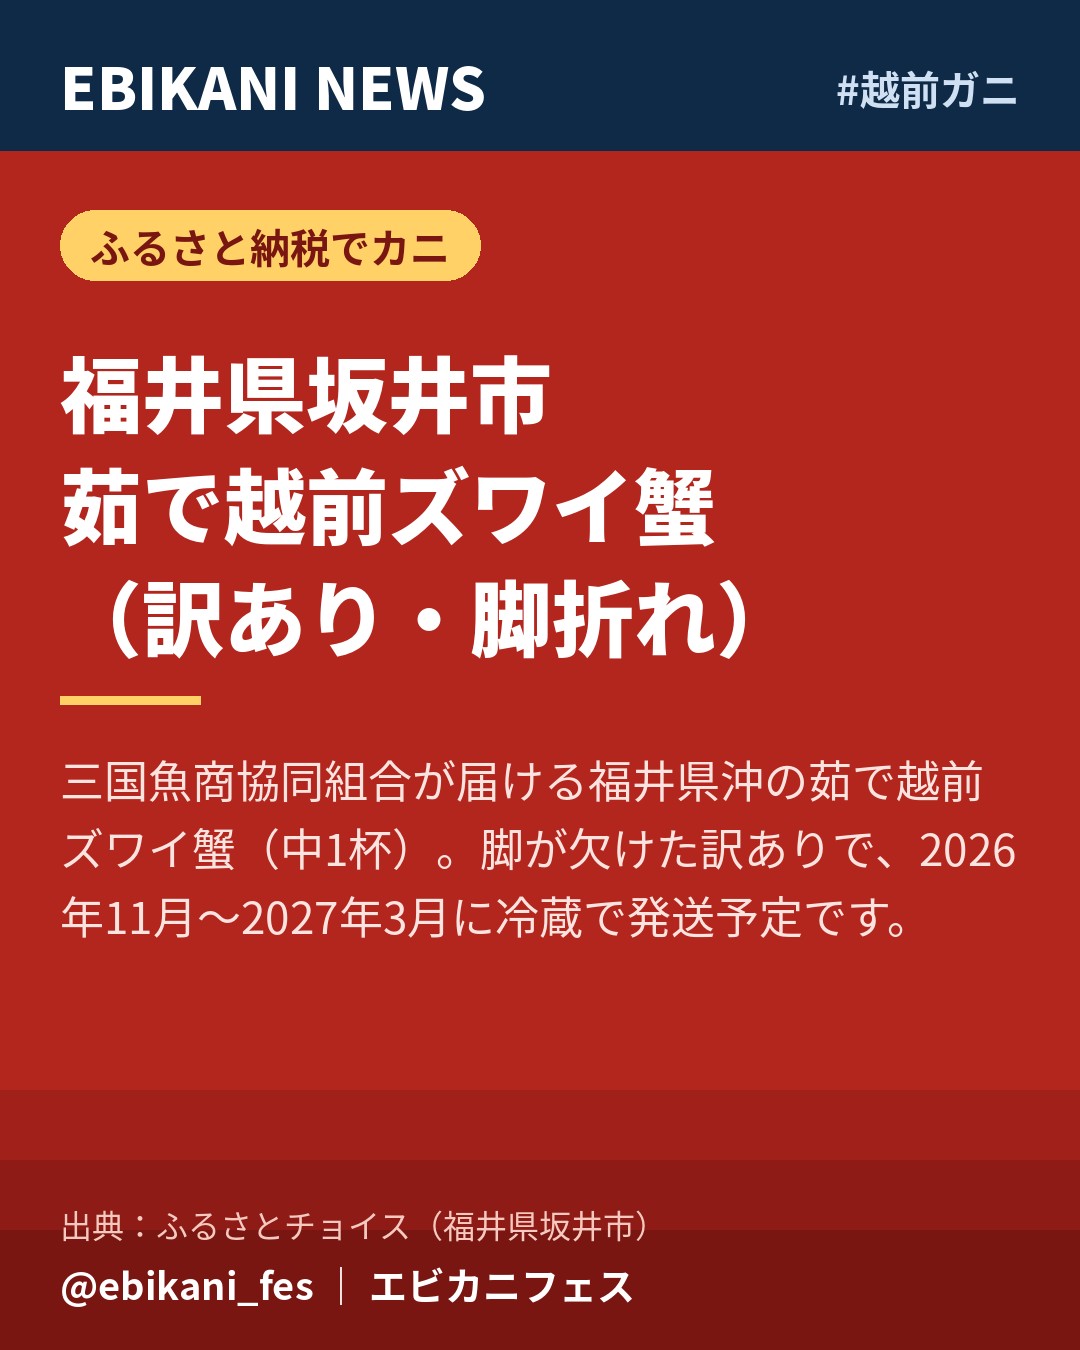 EBIKANI NEWS
#越前ガニ
ふるさと納税でカニ
福井県坂井市
茹で越前ズワイ蟹
（訳あり・脚折れ）
三国魚商協同組合が届ける福井県沖の茹で越前
ズワイ蟹（中1杯）。脚が欠けた訳ありで、2026
年11月〜2027年3月に冷蔵で発送予定です。
出典：ふるさとチョイス（福井県坂井市）
@ebikani_fes｜エビカニフェス